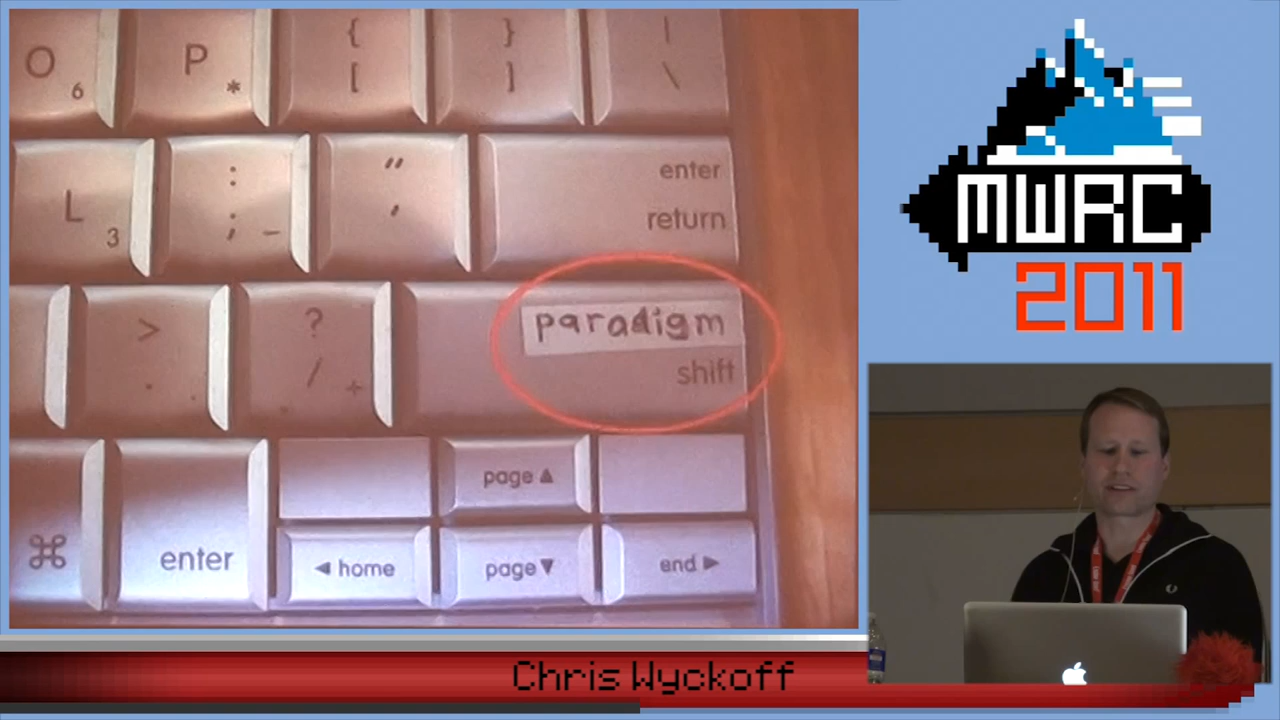 O 6 P * { [ } ] | \
L 3 : ; _ " ' enter
return
> . ? / + paradigm
shift
⌘ enter page ▲
◄ home page ▼ end ►
MWRC
2011
Chris Wyckoff